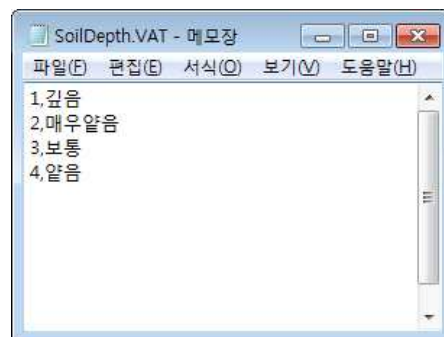 SoilDepth.VAT - 메모장
파일(F) 편집(E) 서식(O) 보기(V) 도움말(H)
1,깊음
2,매우얕음
3,보통
4,얕음